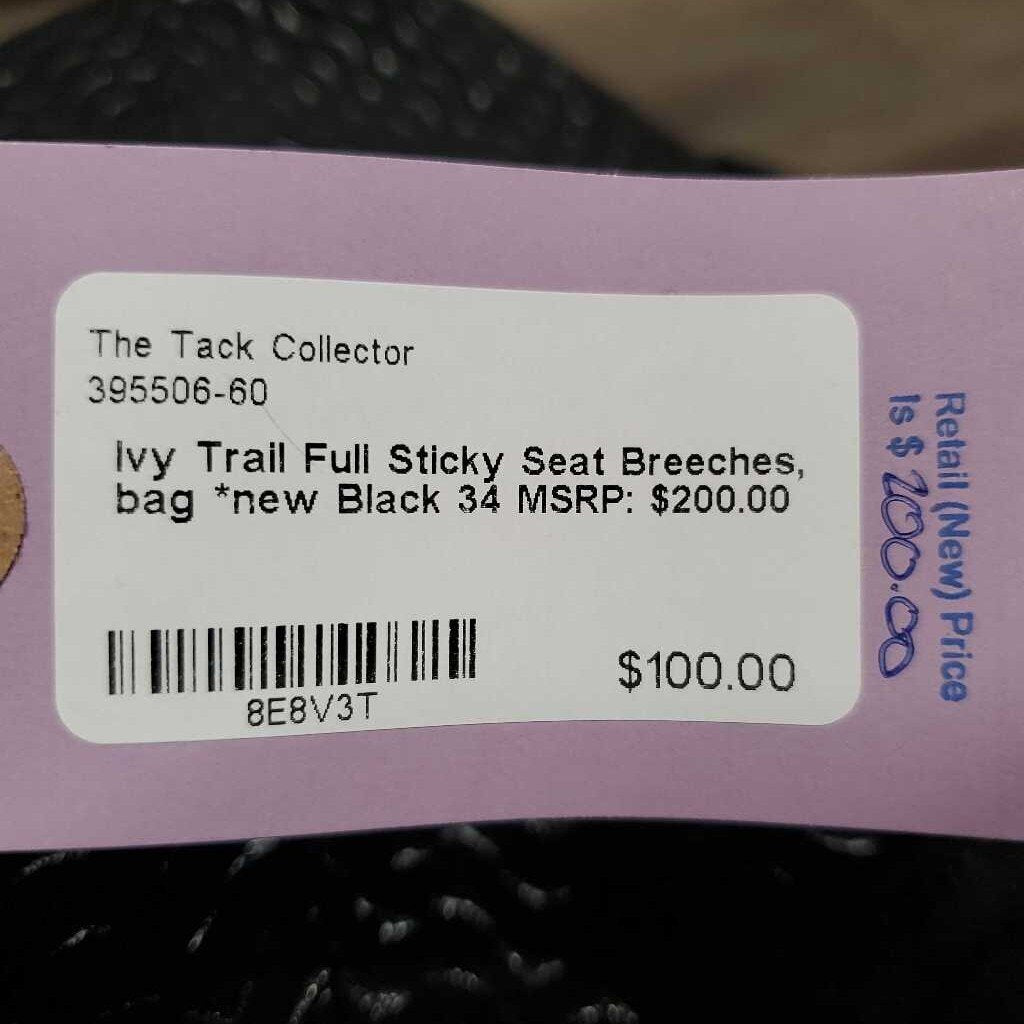 The Tack Collector
395506-60
Ivy Trail Full Sticky Seat Breeches,
bag *new Black 34 MSRP: $200.00
8E8V3T
$100.00
Retail (New) Price
Is $ 200.00